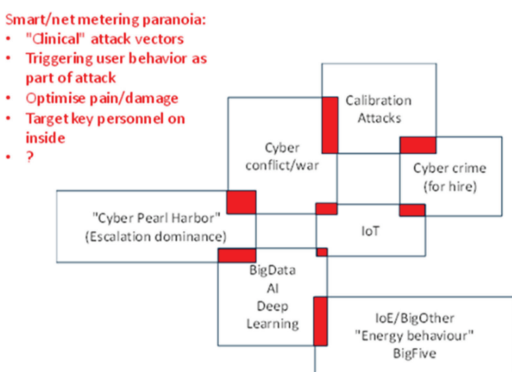 Smart/net metering paranoia:
• "Clinical" attack vectors
• Triggering user behavior as
part of attack
• Optimise pain/damage
• Target key personnel on
inside
• ?
Calibration
Attacks
Cyber
conflict/war
Cyber crime
(for hire)
"Cyber Pearl Harbor"
(Escalation dominance)
IoT
BigData
AI
Deep
Learning
IoE/BigOther
"Energy behaviour"
BigFive